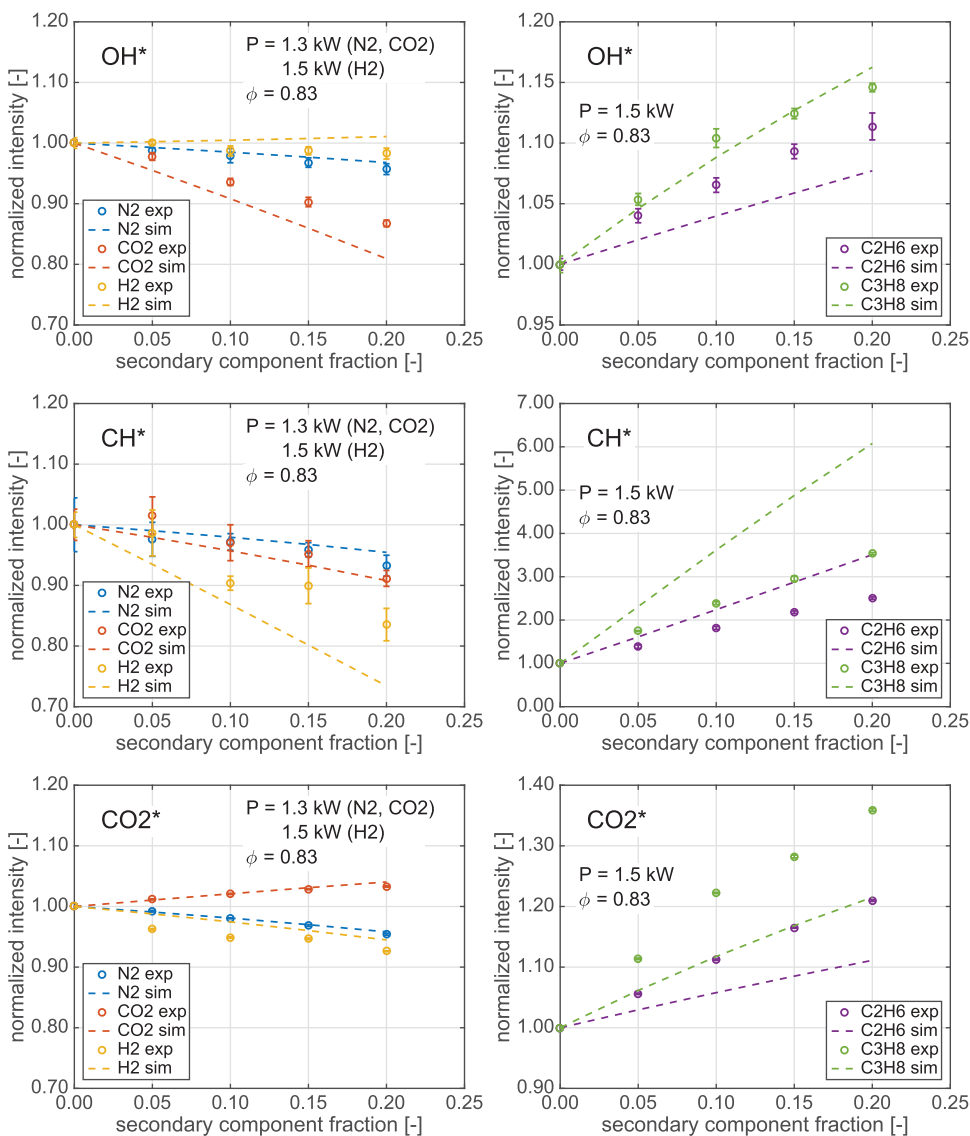 1.20
1.10
1.00
0.90
0.80
0.70
normalized intensity [-]
OH*
P = 1.3 kW (N2, CO2)
1.5 kW (H2)
ϕ = 0.83
N2 exp
N2 sim
CO2 exp
CO2 sim
H2 exp
H2 sim
0.00 0.05 0.10 0.15 0.20 0.25
secondary component fraction [-]
1.20
1.15
1.10
1.05
1.00
0.95
normalized intensity [-]
OH*
P = 1.5 kW
ϕ = 0.83
C2H6 exp
C2H6 sim
C3H8 exp
C3H8 sim
0.00 0.05 0.10 0.15 0.20 0.25
secondary component fraction [-]
1.20
1.10
1.00
0.90
0.80
0.70
normalized intensity [-]
CH*
P = 1.3 kW (N2, CO2)
1.5 kW (H2)
ϕ = 0.83
N2 exp
N2 sim
CO2 exp
CO2 sim
H2 exp
H2 sim
0.00 0.05 0.10 0.15 0.20 0.25
secondary component fraction [-]
7.00
6.00
5.00
4.00
3.00
2.00
1.00
0.00
normalized intensity [-]
CH*
P = 1.5 kW
ϕ = 0.83
C2H6 exp
C2H6 sim
C3H8 exp
C3H8 sim
0.00 0.05 0.10 0.15 0.20 0.25
secondary component fraction [-]
1.20
1.10
1.00
0.90
0.80
0.70
normalized intensity [-]
CO2*
P = 1.3 kW (N2, CO2)
1.5 kW (H2)
ϕ = 0.83
N2 exp
N2 sim
CO2 exp
CO2 sim
H2 exp
H2 sim
0.00 0.05 0.10 0.15 0.20 0.25
secondary component fraction [-]
1.40
1.30
1.20
1.10
1.00
0.90
normalized intensity [-]
CO2*
P = 1.5 kW
ϕ = 0.83
C2H6 exp
C2H6 sim
C3H8 exp
C3H8 sim
0.00 0.05 0.10 0.15 0.20 0.25
secondary component fraction [-]